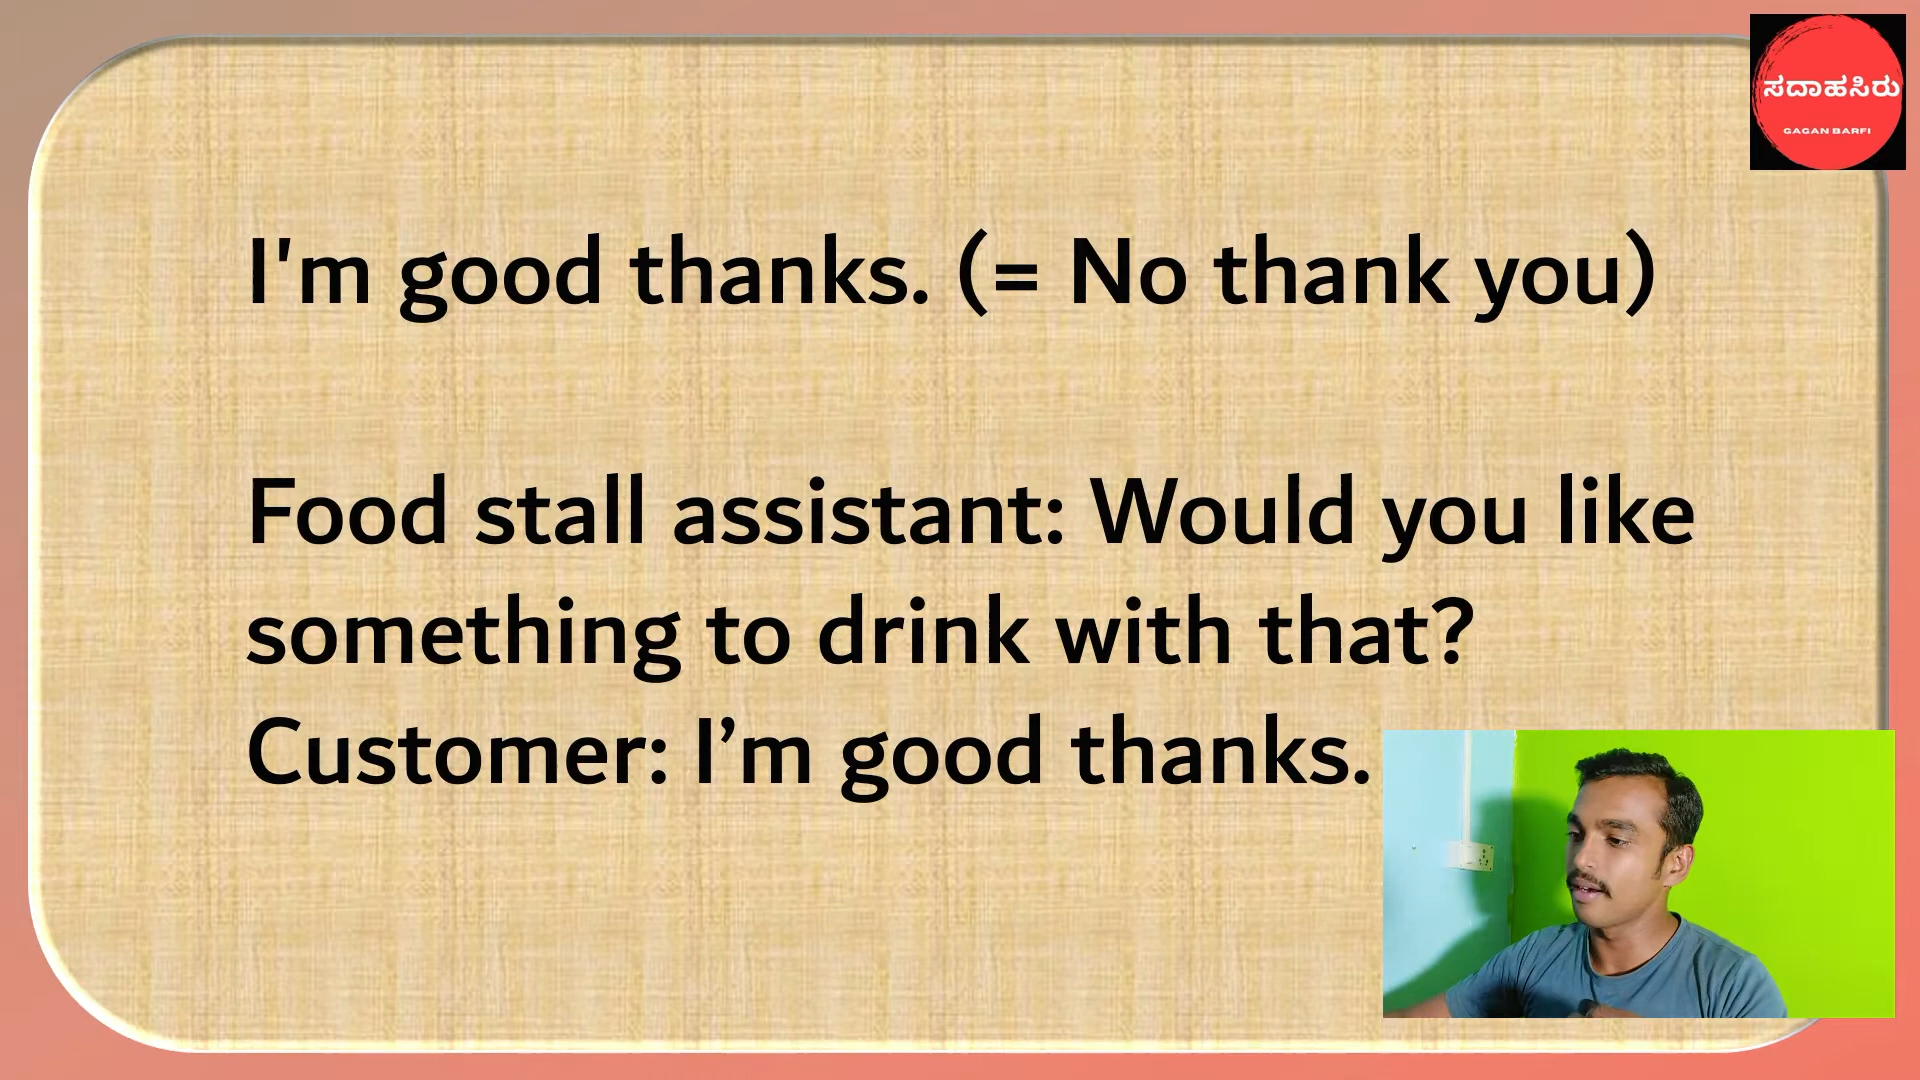 ಸದಾಹಸಿರು
GAGAN BARFI
I'm good thanks. (= No thank you)
Food stall assistant: Would you like
something to drink with that?
Customer: I’m good thanks.